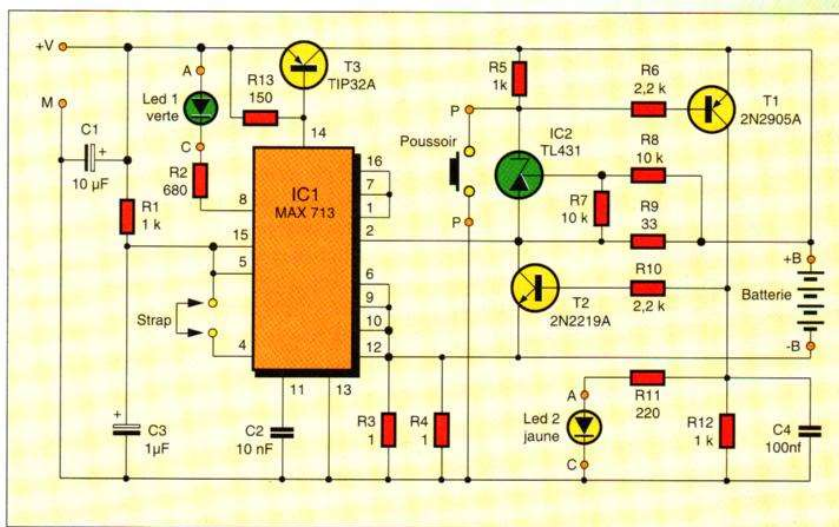 +V
M
C1
+
10 µF
A
Led 1
verte
C
R2
680
R13
150
T3
TIP32A
R1
1 k
Strap
+
C3
1µF
14
IC1
MAX 713
8
15
5
4
16
7
1
2
6
9
10
12
11
13
C2
10 nF
R3
1
R4
1
R5
1k
P
Poussoir
P
IC2
TL431
R6
2,2 k
T1
2N2905A
R8
10 k
R7
10 k
R9
33
R10
2,2 k
T2
2N2219A
+B
Batterie
-B
R11
220
A
Led 2
jaune
C
R12
1 k
C4
100nf